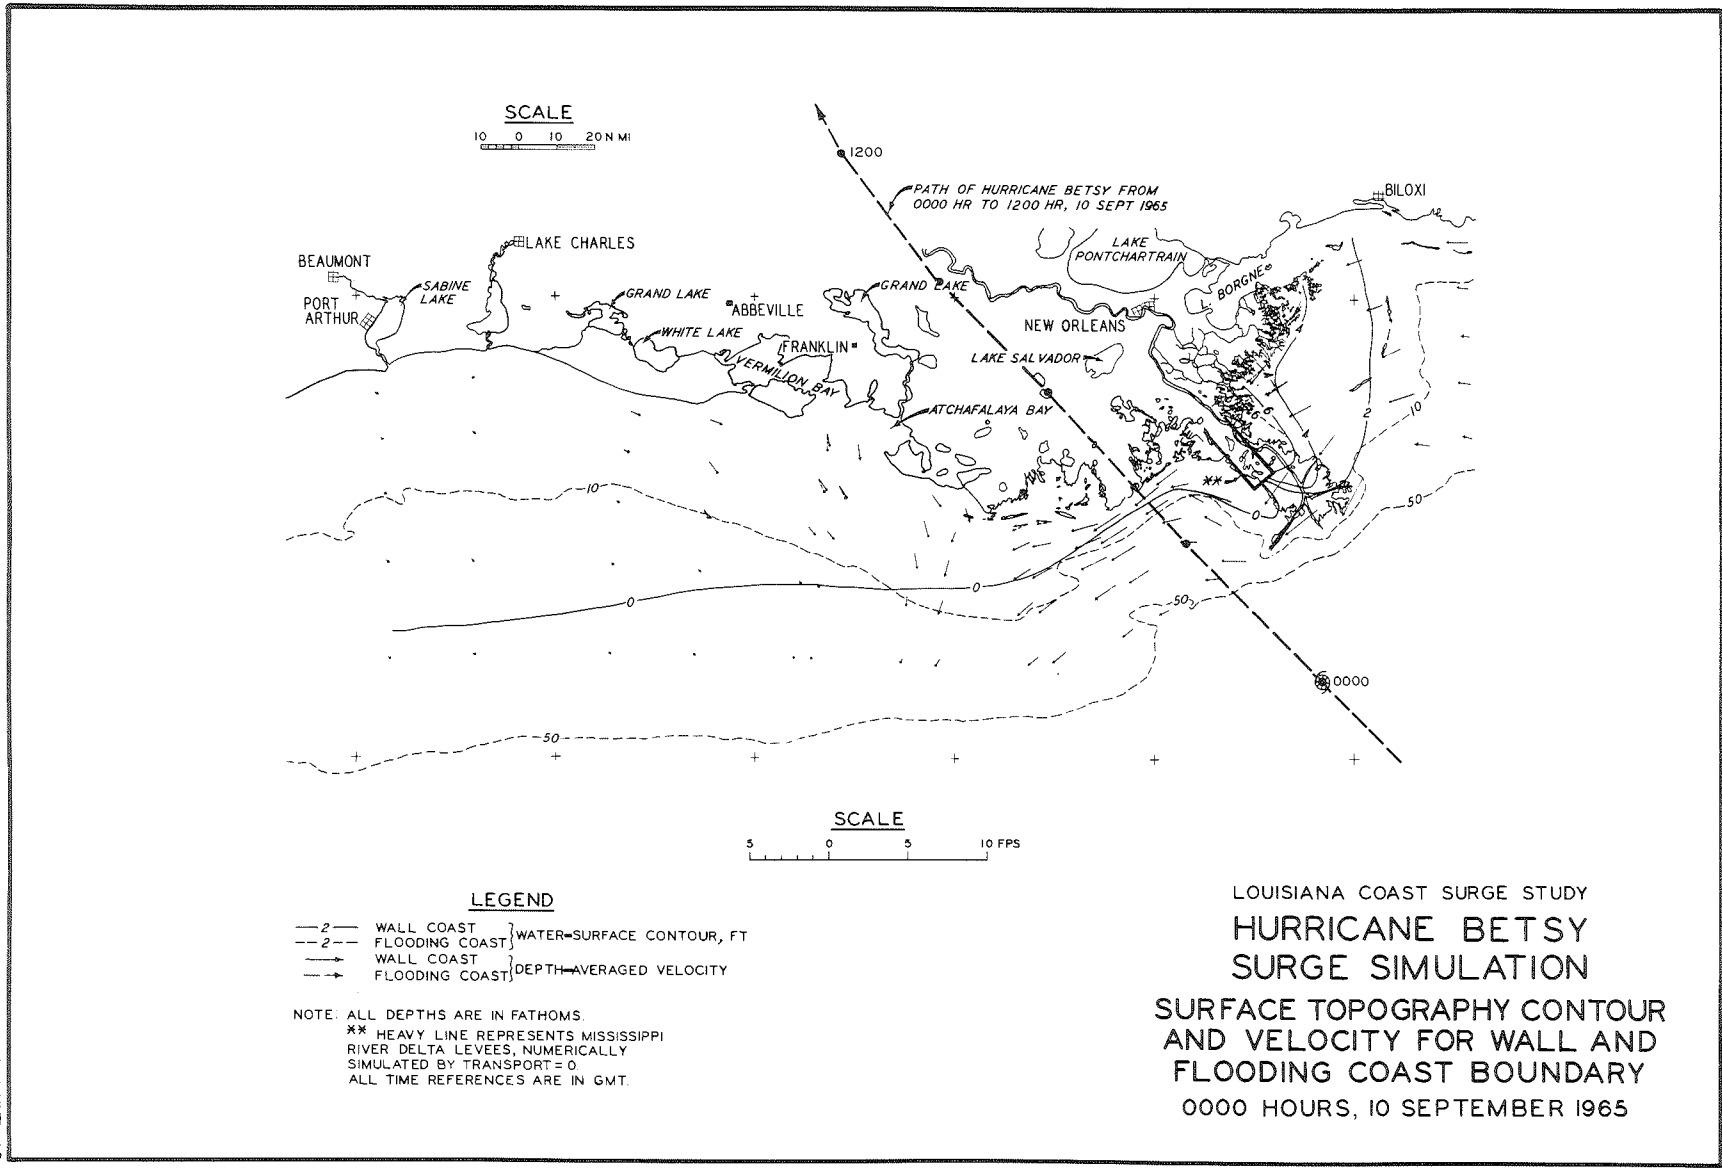 SCALE
10 0 10 20 N MI
1200
PATH OF HURRICANE BETSY FROM
0000 HR TO 1200 HR, 10 SEPT 1965
BILOXI
LAKE CHARLES
LAKE
PONTCHARTRAIN
BEAUMONT
SABINE
LAKE
GRAND LAKE
GRAND LAKE
L. BORGNE
PORT
ARTHUR
ABBEVILLE
NEW ORLEANS
WHITE LAKE
FRANKLIN
LAKE SALVADOR
VERMILION BAY
ATCHAFALAYA BAY
2
10
4
6
6
4
**
10
0
50
0
0
50
0000
50
SCALE
5 0 5 10 FPS
LEGEND
2 WALL COAST
2 FLOODING COAST
WATER-SURFACE CONTOUR, FT
WALL COAST
FLOODING COAST
DEPTH-AVERAGED VELOCITY
NOTE: ALL DEPTHS ARE IN FATHOMS.
** HEAVY LINE REPRESENTS MISSISSIPPI
RIVER DELTA LEVEES, NUMERICALLY
SIMULATED BY TRANSPORT = 0.
ALL TIME REFERENCES ARE IN GMT.
LOUISIANA COAST SURGE STUDY
HURRICANE BETSY
SURGE SIMULATION
SURFACE TOPOGRAPHY CONTOUR
AND VELOCITY FOR WALL AND
FLOODING COAST BOUNDARY
0000 HOURS, 10 SEPTEMBER 1965